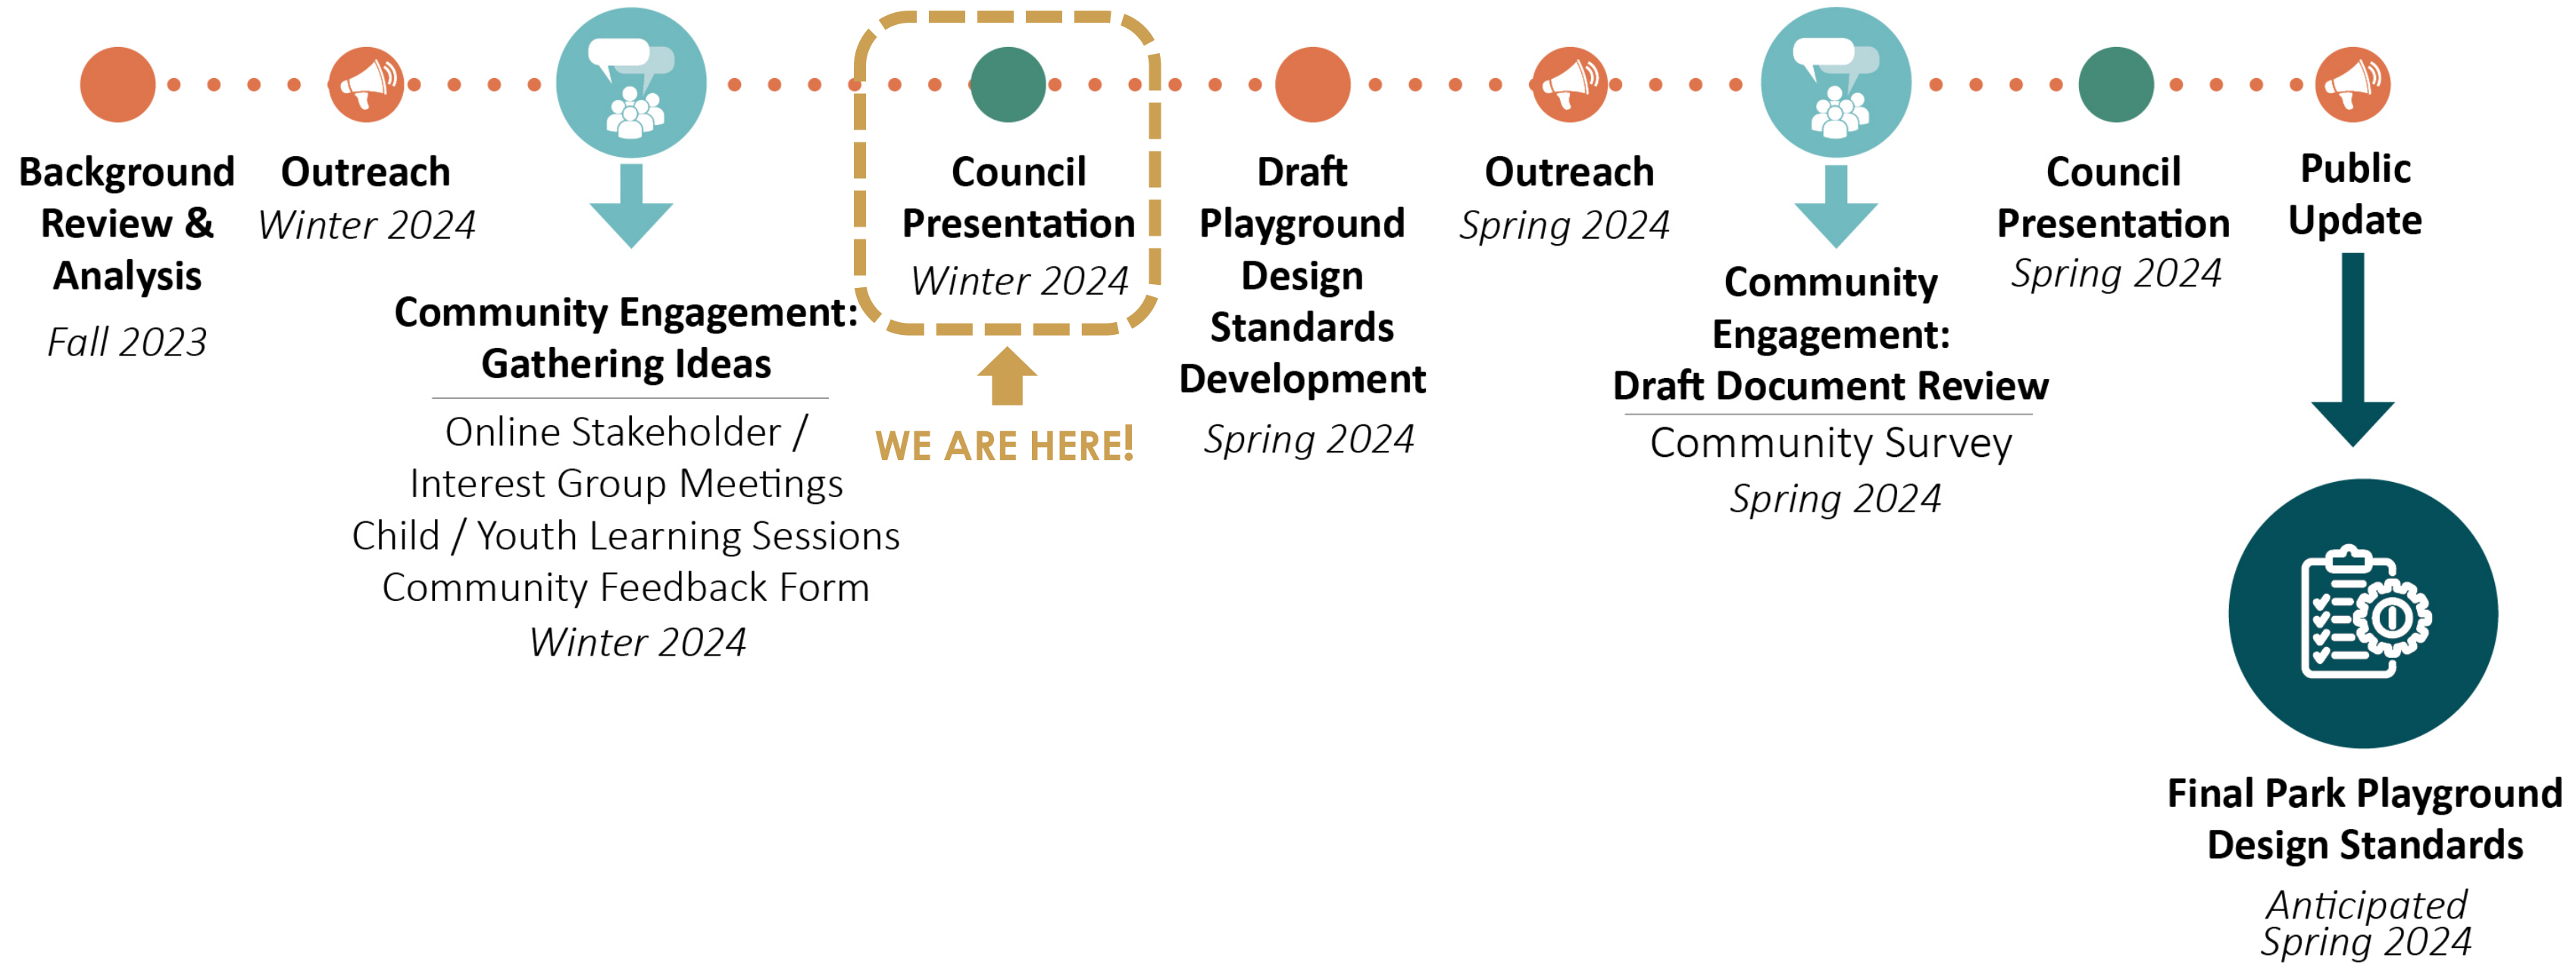 Background
Review &
Analysis
Fall 2023
Outreach
Winter 2024
Community Engagement:
Gathering Ideas
Online Stakeholder /
Interest Group Meetings
Child / Youth Learning Sessions
Community Feedback Form
Winter 2024
Council
Presentation
Winter 2024
WE ARE HERE!
Draft
Playground
Design
Standards
Development
Spring 2024
Outreach
Spring 2024
Community
Engagement:
Draft Document Review
Community Survey
Spring 2024
Council
Presentation
Spring 2024
Public
Update
Final Park Playground
Design Standards
Anticipated
Spring 2024